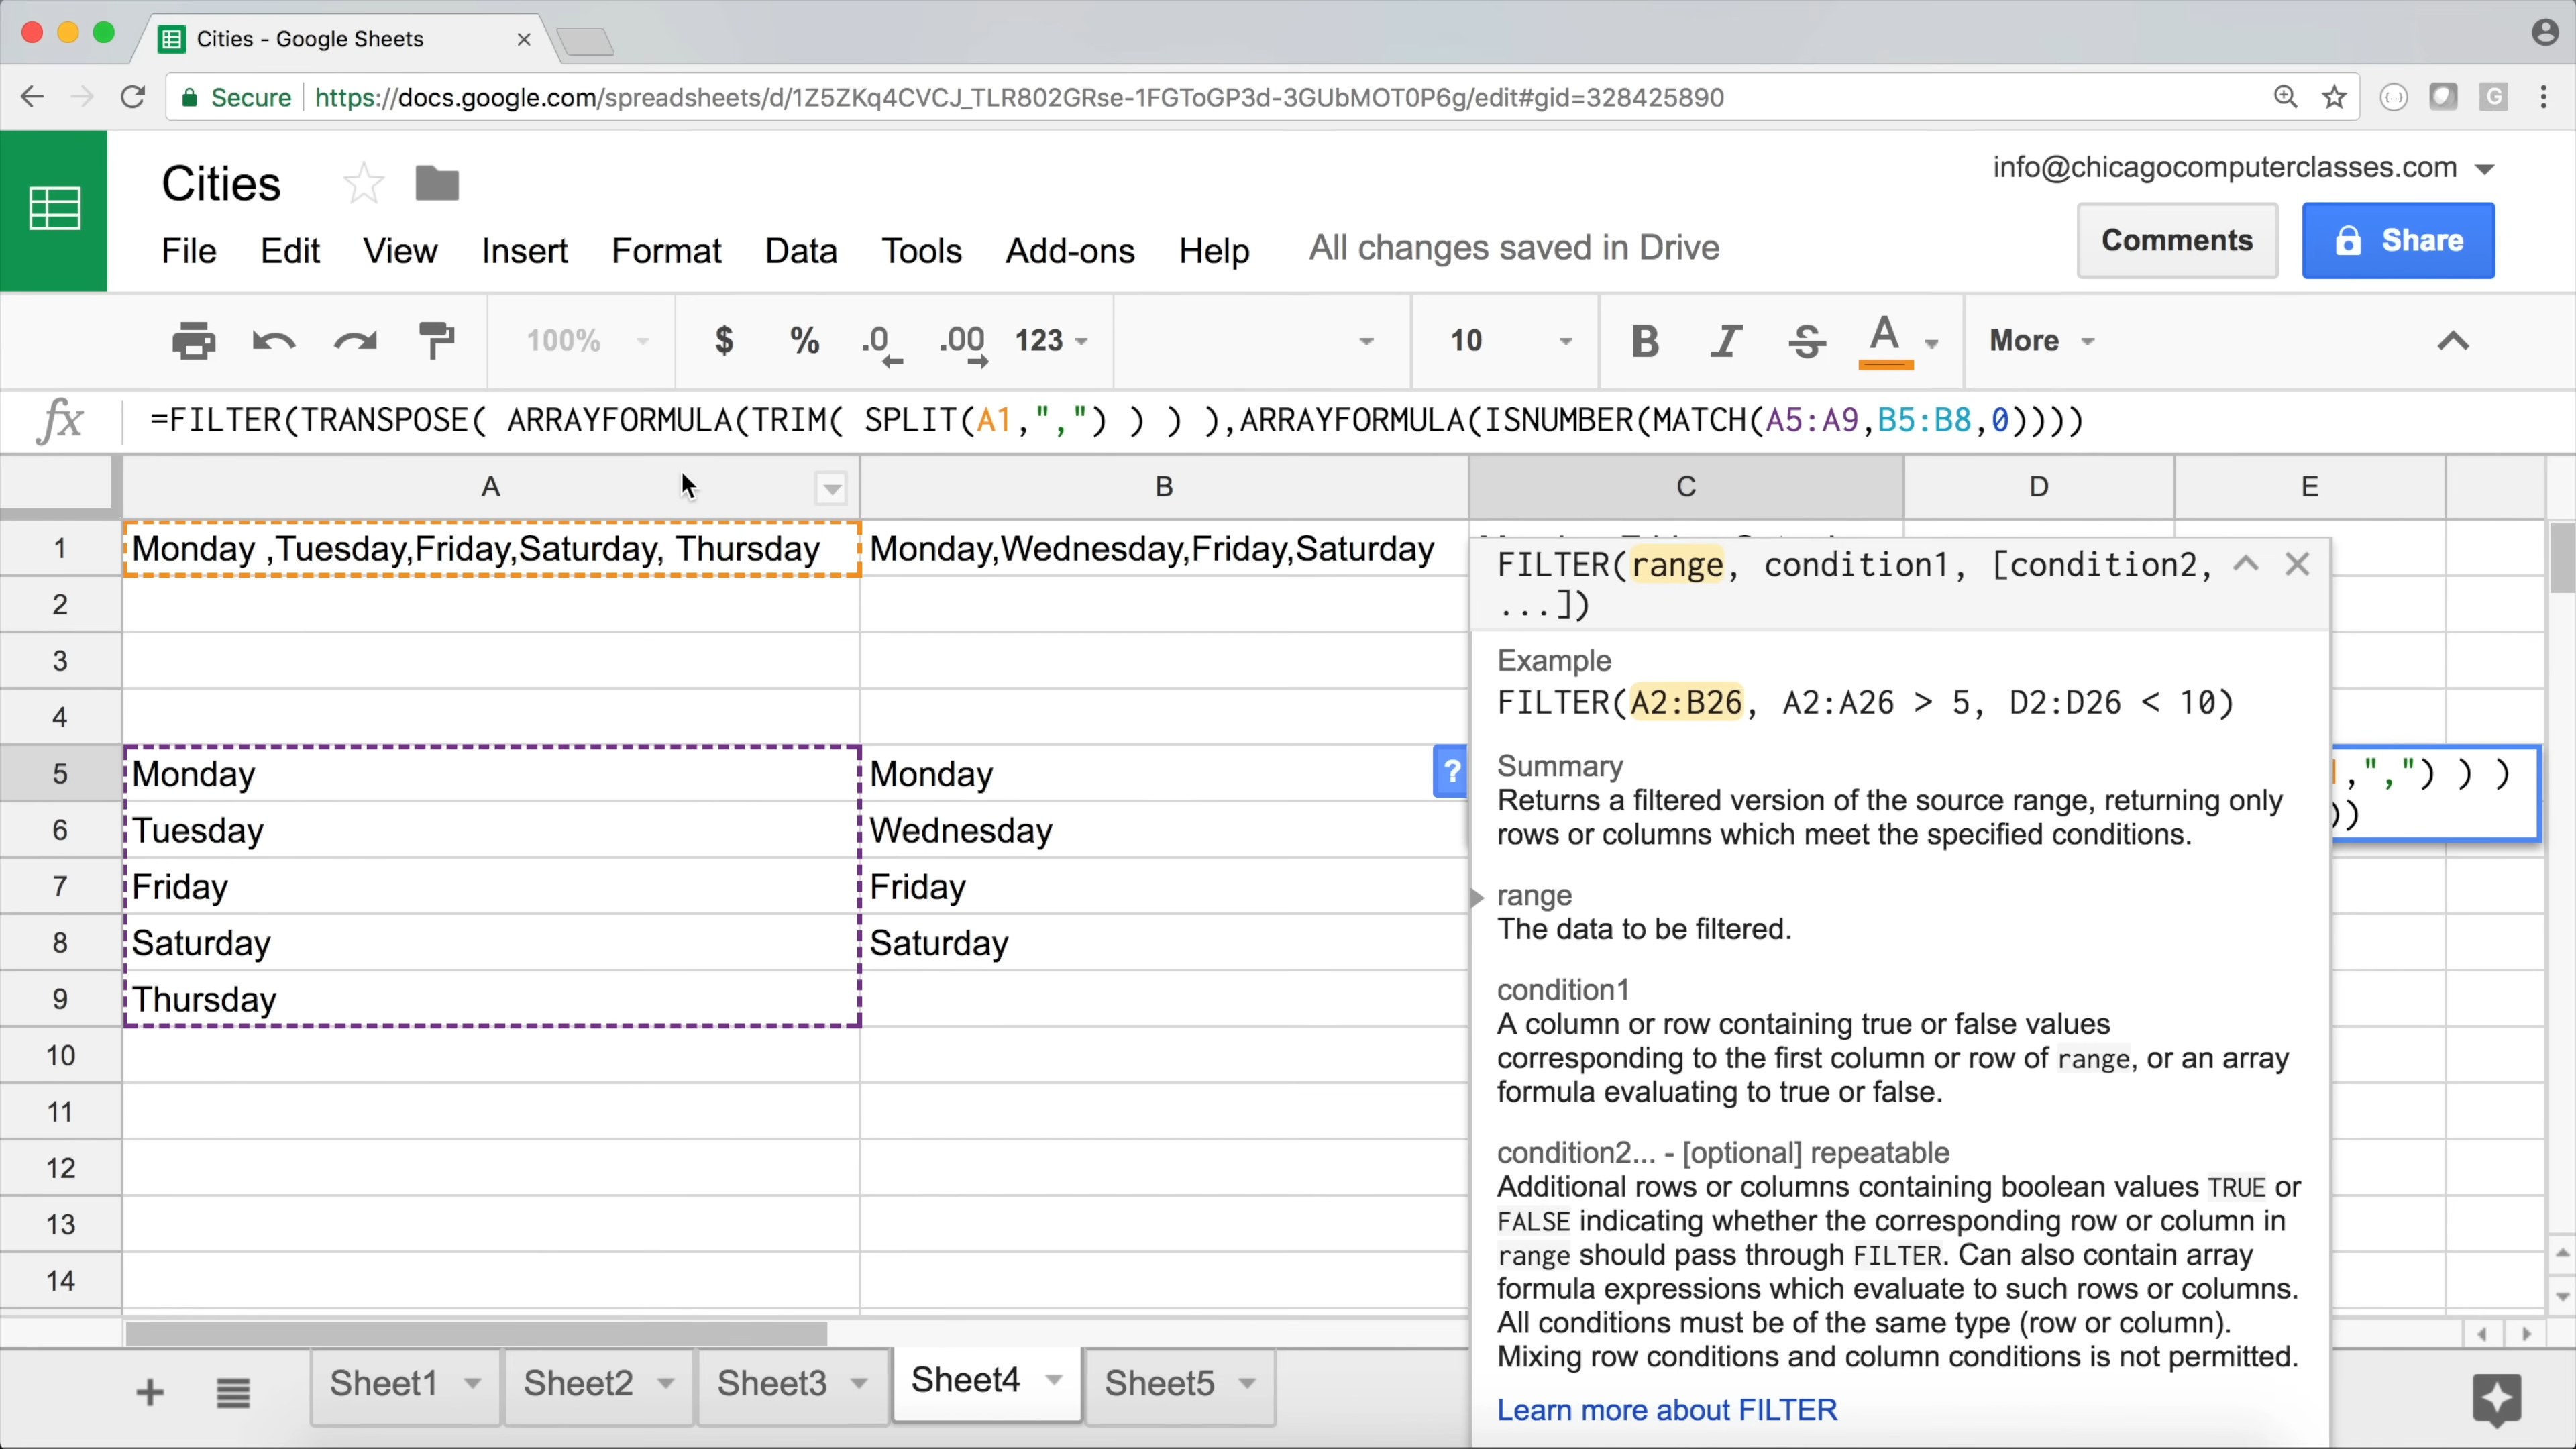 Cities - Google Sheets
Secure https://docs.google.com/spreadsheets/d/1Z5ZKq4CVCJ_TLR802GRse-1FGToGP3d-3GUbMOT0P6g/edit#gid=328425890
Cities
info@chicagocomputerclasses.com
File Edit View Insert Format Data Tools Add-ons Help All changes saved in Drive
Comments Share
100% $ % .0 .00 123 10 B I S A More
fx =FILTER(TRANSPOSE( ARRAYFORMULA(TRIM( SPLIT(A1,",") ) ) ),ARRAYFORMULA(ISNUMBER(MATCH(A5:A9,B5:B8,0))))
A B C D E
1 Monday ,Tuesday,Friday,Saturday, Thursday Monday,Wednesday,Friday,Saturday
2
3
4
5 Monday Monday ?
6 Tuesday Wednesday
7 Friday Friday
8 Saturday Saturday
9 Thursday
10
11
12
13
14
FILTER(range, condition1, [condition2,
...])
Example
FILTER(A2:B26, A2:A26 > 5, D2:D26 < 10)
Summary
Returns a filtered version of the source range, returning only
rows or columns which meet the specified conditions.
range
The data to be filtered.
condition1
A column or row containing true or false values
corresponding to the first column or row of range, or an array
formula evaluating to true or false.
condition2... - [optional] repeatable
Additional rows or columns containing boolean values TRUE or
FALSE indicating whether the corresponding row or column in
range should pass through FILTER. Can also contain array
formula expressions which evaluate to such rows or columns.
All conditions must be of the same type (row or column).
Mixing row conditions and column conditions is not permitted.
Learn more about FILTER
,",") ) )
))
Sheet1 Sheet2 Sheet3 Sheet4 Sheet5